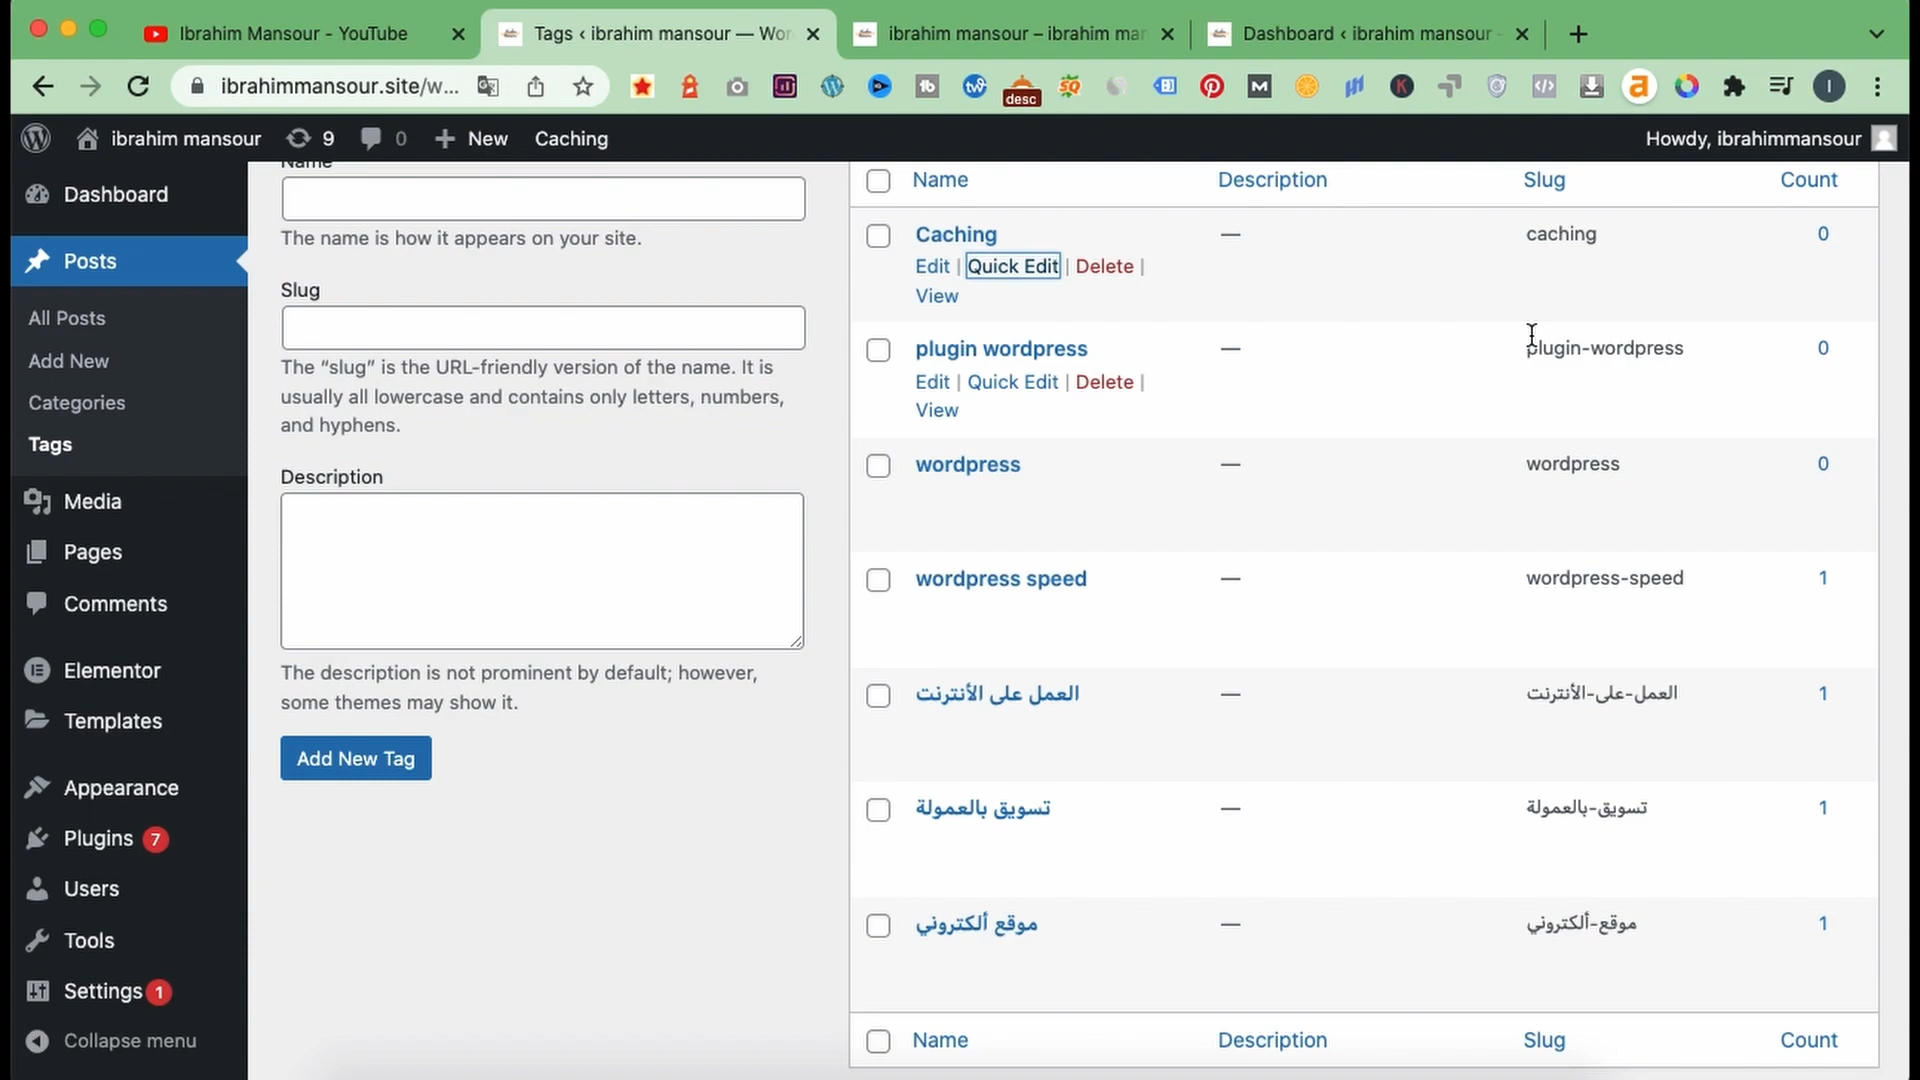 Ibrahim Mansour - YouTube
Tags ‹ ibrahim mansour — Wor
ibrahim mansour – ibrahim mar
Dashboard ‹ ibrahim mansour -
ibrahimmansour.site/w...
desc
ibrahim mansour
9
0
New
Caching
Howdy, ibrahimmansour
Dashboard
Posts
All Posts
Add New
Categories
Tags
Media
Pages
Comments
Elementor
Templates
Appearance
Plugins 7
Users
Tools
Settings 1
Collapse menu
Name
The name is how it appears on your site.
Slug
The “slug” is the URL-friendly version of the name. It is
usually all lowercase and contains only letters, numbers,
and hyphens.
Description
The description is not prominent by default; however,
some themes may show it.
Add New Tag
Name Description Slug Count
Caching — caching 0
Edit | Quick Edit | Delete |
View
plugin wordpress — plugin-wordpress 0
Edit | Quick Edit | Delete |
View
wordpress — wordpress 0
wordpress speed — wordpress-speed 1
العمل على الأنترنت — العمل-على-الأنترنت 1
تسويق بالعمولة — تسويق-بالعمولة 1
موقع ألكتروني — موقع-ألكتروني 1
Name Description Slug Count